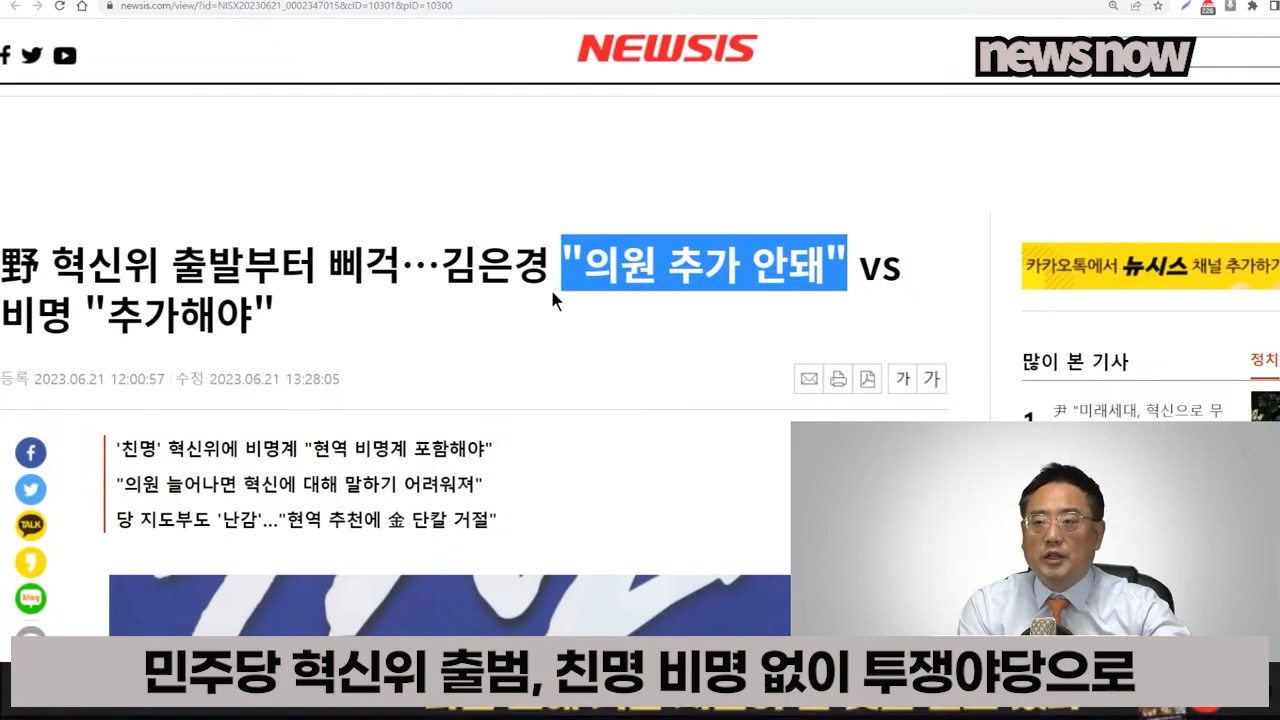 newsis.com/view/?id=NISX20230621_0002347015&cID=10301&pID=10300
226
NEWSIS
newsnow
카카오톡에서 뉴시스 채널 추가하기
野 혁신위 출발부터 삐걱…김은경 "의원 추가 안돼" vs
비명 "추가해야"
등록 2023.06.21 12:00:57 수정 2023.06.21 13:28:05
가 가
많이 본 기사 정치
1 尹 "미래세대, 혁신으로 무
'친명' 혁신위에 비명계 "현역 비명계 포함해야"
"의원 늘어나면 혁신에 대해 말하기 어려워져"
당 지도부도 '난감'..."현역 추천에 金 단칼 거절"
TALK
blog
민주당 혁신위 출범, 친명 비명 없이 투쟁야당으로